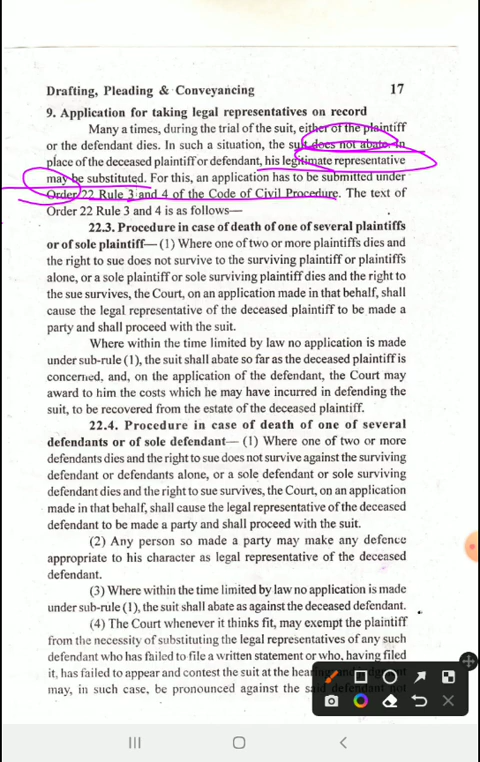 Drafting, Pleading & Conveyancing 17
9. Application for taking legal representatives on record
Many a times, during the trial of the suit, either of the plaintiff
or the defendant dies. In such a situation, the suit does not abate. In
place of the deceased plaintiff or defendant, his legitimate representative
may be substituted. For this, an application has to be submitted under
Order 22 Rule 3 and 4 of the Code of Civil Procedure. The text of
Order 22 Rule 3 and 4 is as follows—
22.3. Procedure in case of death of one of several plaintiffs
or of sole plaintiff— (1) Where one of two or more plaintiffs dies and
the right to sue does not survive to the surviving plaintiff or plaintiffs
alone, or a sole plaintiff or sole surviving plaintiff dies and the right to
the sue survives, the Court, on an application made in that behalf, shall
cause the legal representative of the deceased plaintiff to be made a
party and shall proceed with the suit.
Where within the time limited by law no application is made
under sub-rule (1), the suit shall abate so far as the deceased plaintiff is
concerned, and, on the application of the defendant, the Court may
award to him the costs which he may have incurred in defending the
suit, to be recovered from the estate of the deceased plaintiff.
22.4. Procedure in case of death of one of several
defendants or of sole defendant— (1) Where one of two or more
defendants dies and the right to sue does not survive against the surviving
defendant or defendants alone, or a sole defendant or sole surviving
defendant dies and the right to sue survives, the Court, on an application
made in that behalf, shall cause the legal representative of the deceased
defendant to be made a party and shall proceed with the suit.
(2) Any person so made a party may make any defence
appropriate to his character as legal representative of the deceased
defendant.
(3) Where within the time limited by law no application is made
under sub-rule (1), the suit shall abate as against the deceased defendant.
(4) The Court whenever it thinks fit, may exempt the plaintiff
from the necessity of substituting the legal representatives of any such
defendant who has failed to file a written statement or who, having filed
it, has failed to appear and contest the suit at the hearing and judgment
may, in such case, be pronounced against the said defendant not